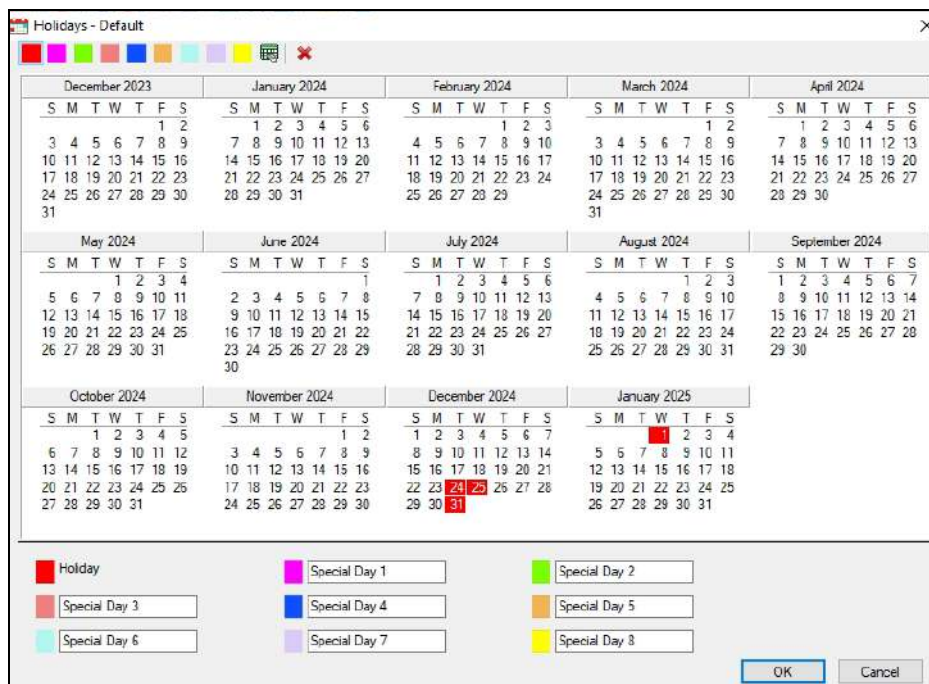 Holidays - Default
December 2023 January 2024 February 2024 March 2024 April 2024
S M T W T F S S M T W T F S S M T W T F S S M T W T F S S M T W T F S
1 2 1 2 3 4 5 6 1 2 3 1 2 1 2 3 4 5 6
3 4 5 6 7 8 9 7 8 9 10 11 12 13 4 5 6 7 8 9 10 3 4 5 6 7 8 9 7 8 9 10 11 12 13
10 11 12 13 14 15 16 14 15 16 17 18 19 20 11 12 13 14 15 16 17 10 11 12 13 14 15 16 14 15 16 17 18 19 20
17 18 19 20 21 22 23 21 22 23 24 25 26 27 18 19 20 21 22 23 24 17 18 19 20 21 22 23 21 22 23 24 25 26 27
24 25 26 27 28 29 30 28 29 30 31 25 26 27 28 29 24 25 26 27 28 29 30 28 29 30
31 31
May 2024 June 2024 July 2024 August 2024 September 2024
S M T W T F S S M T W T F S S M T W T F S S M T W T F S S M T W T F S
1 2 3 4 1 1 2 3 4 5 6 1 2 3 1 2 3 4 5 6 7
5 6 7 8 9 10 11 2 3 4 5 6 7 8 7 8 9 10 11 12 13 4 5 6 7 8 9 10 8 9 10 11 12 13 14
12 13 14 15 16 17 18 9 10 11 12 13 14 15 14 15 16 17 18 19 20 11 12 13 14 15 16 17 15 16 17 18 19 20 21
19 20 21 22 23 24 25 16 17 18 19 20 21 22 21 22 23 24 25 26 27 18 19 20 21 22 23 24 22 23 24 25 26 27 28
26 27 28 29 30 31 23 24 25 26 27 28 29 28 29 30 31 25 26 27 28 29 30 31 29 30
30
October 2024 November 2024 December 2024 January 2025
S M T W T F S S M T W T F S S M T W T F S S M T W T F S
1 2 3 4 5 1 2 1 2 3 4 5 6 7 1 2 3 4
6 7 8 9 10 11 12 3 4 5 6 7 8 9 8 9 10 11 12 13 14 5 6 7 8 9 10 11
13 14 15 16 17 18 19 10 11 12 13 14 15 16 15 16 17 18 19 20 21 12 13 14 15 16 17 18
20 21 22 23 24 25 26 17 18 19 20 21 22 23 22 23 24 25 26 27 28 19 20 21 22 23 24 25
27 28 29 30 31 24 25 26 27 28 29 30 29 30 31 26 27 28 29 30 31
Holiday Special Day 1 Special Day 2
Special Day 3 Special Day 4 Special Day 5
Special Day 6 Special Day 7 Special Day 8
OK Cancel